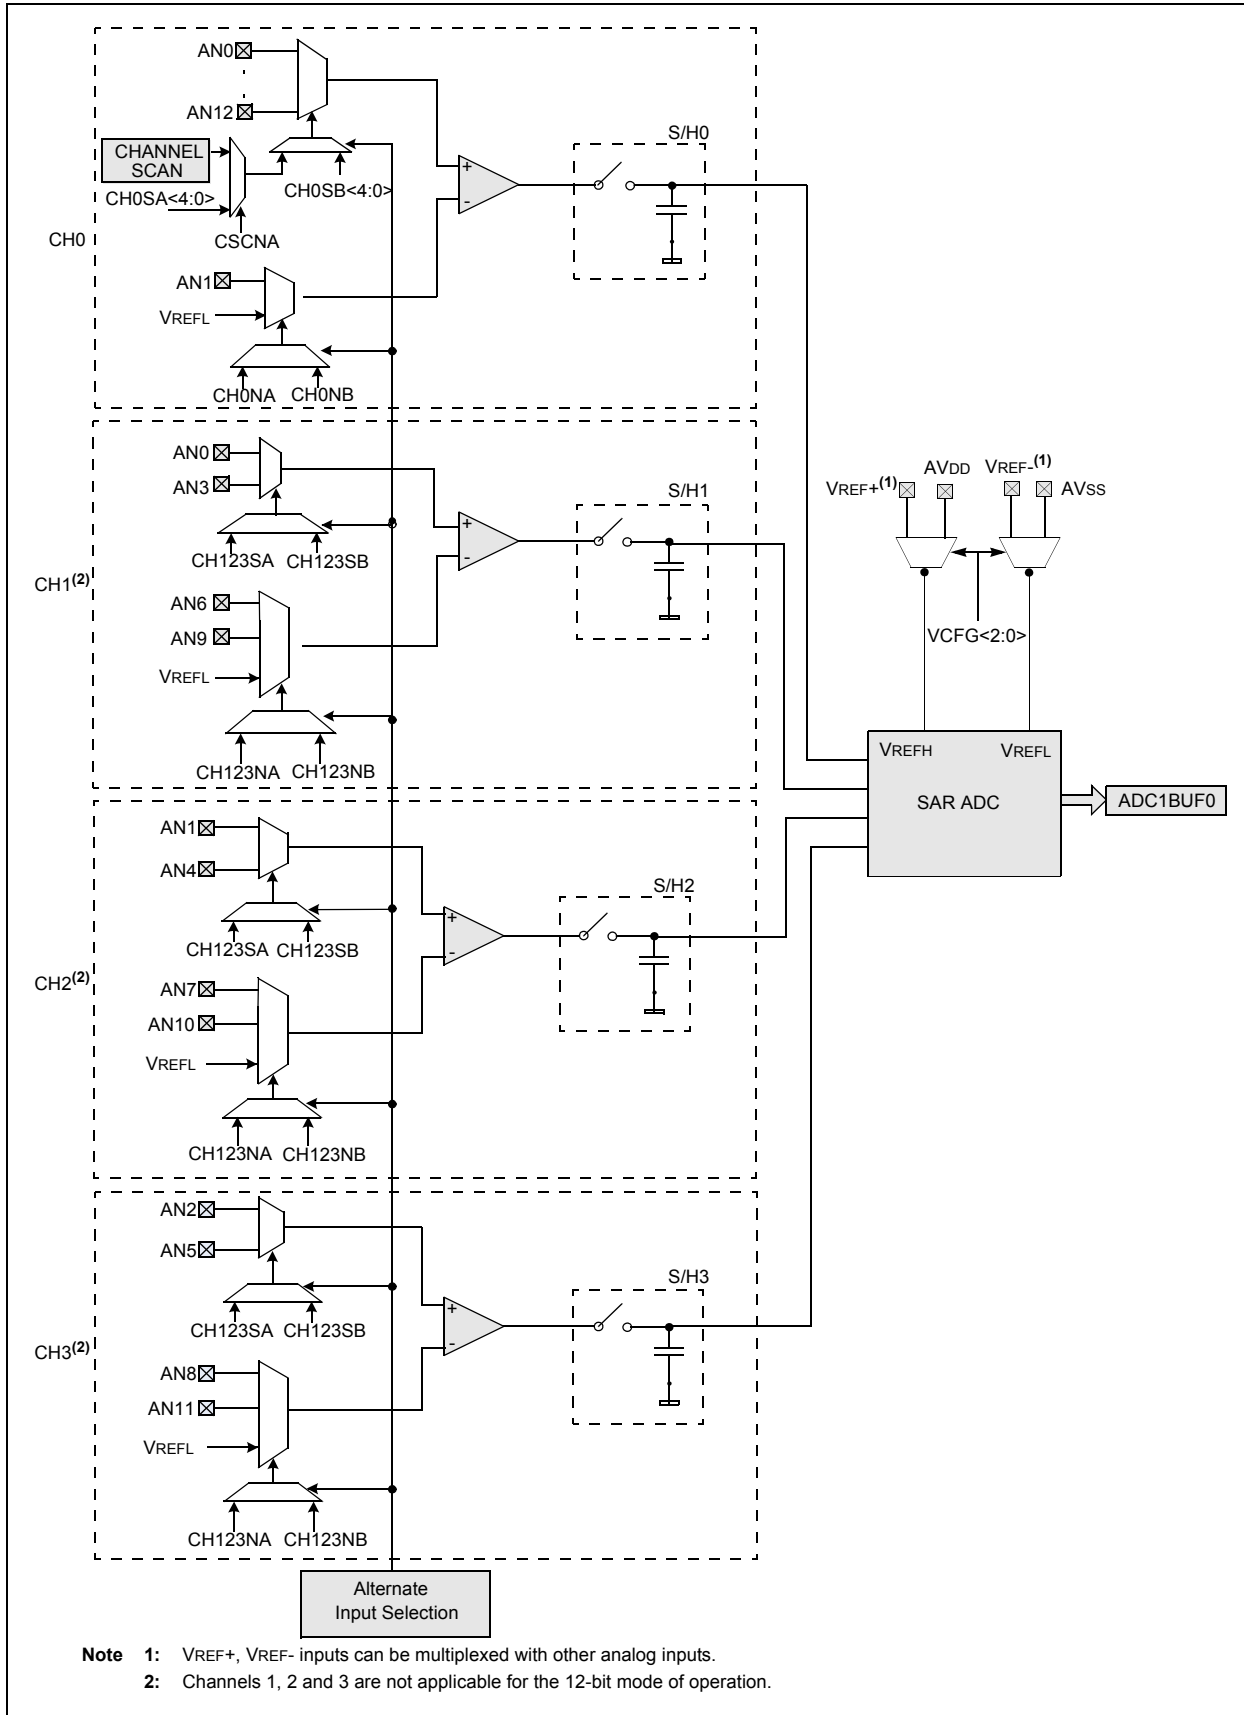 AN0
AN12
CHANNEL
SCAN
CH0SA<4:0>
CH0SB<4:0>
CSCNA
CH0
AN1
VREFL
CH0NA
CH0NB
+
-
S/H0
AN0
AN3
CH123SA
CH123SB
CH1(2)
AN6
AN9
VREFL
CH123NA
CH123NB
+
-
S/H1
VREF+(1)
AVDD
VREF-(1)
AVSS
VCFG<2:0>
VREFH
VREFL
SAR ADC
ADC1BUF0
AN1
AN4
CH123SA
CH123SB
CH2(2)
AN7
AN10
VREFL
CH123NA
CH123NB
+
-
S/H2
AN2
AN5
CH123SA
CH123SB
CH3(2)
AN8
AN11
VREFL
CH123NA
CH123NB
+
-
S/H3
Alternate
Input Selection
Note 1: VREF+, VREF- inputs can be multiplexed with other analog inputs.
2: Channels 1, 2 and 3 are not applicable for the 12-bit mode of operation.